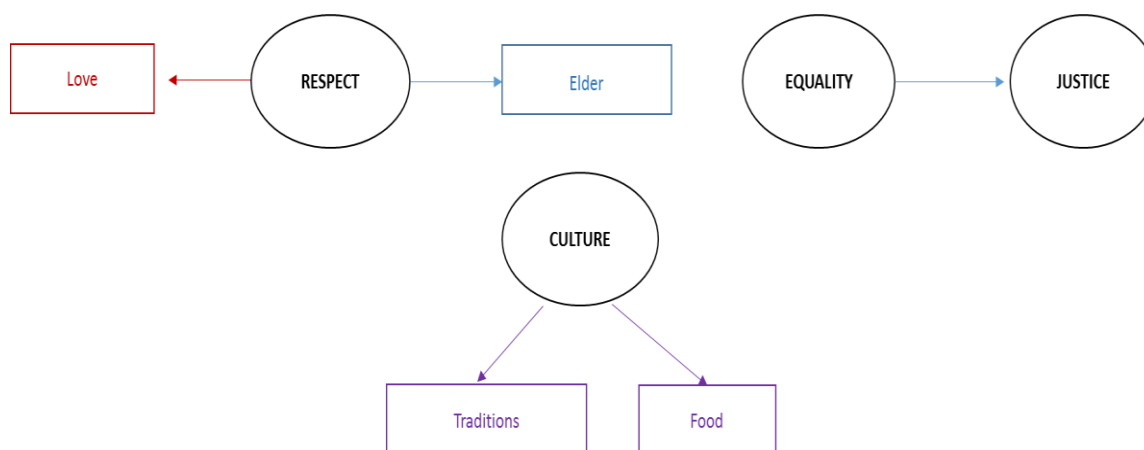 Love
RESPECT
Elder
EQUALITY
JUSTICE
CULTURE
Traditions
Food